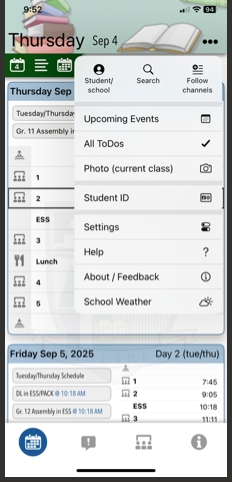 9:52
94
Thursday Sep 4
•••
4
Student/
school
Search
Follow
channels
Thursday Sep
Tuesday/Thursda
Gr. 11 Assembly in
1
2
ESS
3
Lunch
4
5
Upcoming Events
All ToDos
Photo (current class)
Student ID
Settings
Help
About / Feedback
School Weather
Friday Sep 5, 2025 Day 2 (tue/thu)
Tuesday/Thursday Schedule
DL in ESS/PACK @ 10:18 AM
Gr. 12 Assembly in ESS @ 10:18 AM
1 7:45
2 9:05
ESS 10:18
3 11:11